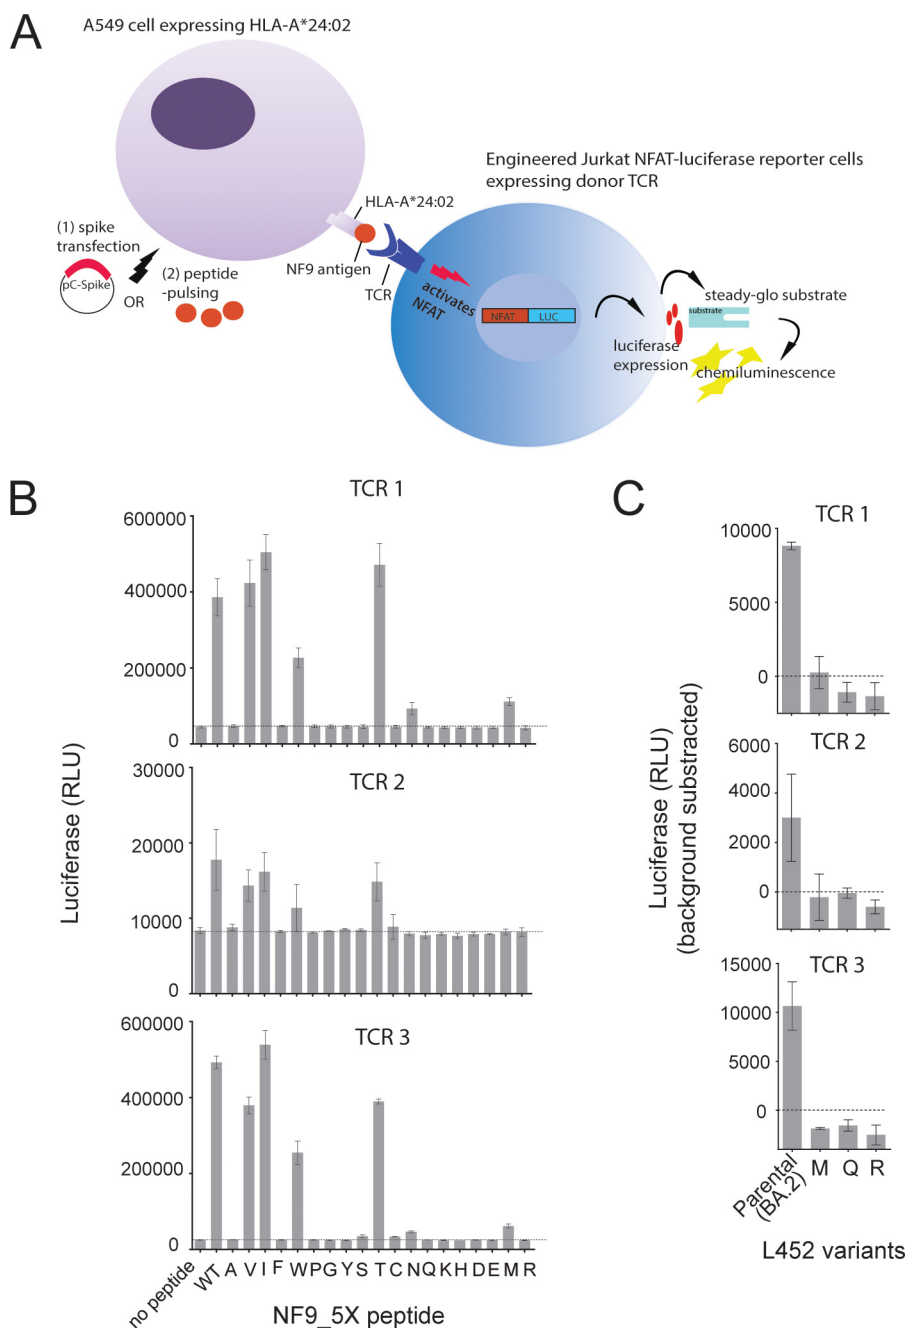 A
A549 cell expressing HLA-A*24:02
Engineered Jurkat NFAT-luciferase reporter cells
expressing donor TCR
HLA-A*24:02
(1) spike
transfection
pC-Spike
OR
(2) peptide
-pulsing
NF9 antigen
TCR
activates
NFAT
NFAT LUC
steady-glo substrate
substrate
luciferase
expression
chemiluminescence
B
TCR 1
600000
400000
200000
0
TCR 2
30000
20000
10000
0
TCR 3
600000
400000
200000
0
Luciferase (RLU)
no peptide WT A V I F W P G Y S T C N Q K H D E M R
NF9_5X peptide
C
TCR 1
10000
5000
0
TCR 2
6000
4000
2000
0
TCR 3
15000
10000
5000
0
Luciferase (RLU)
(background substracted)
Parental
(BA.2)
M Q R
L452 variants